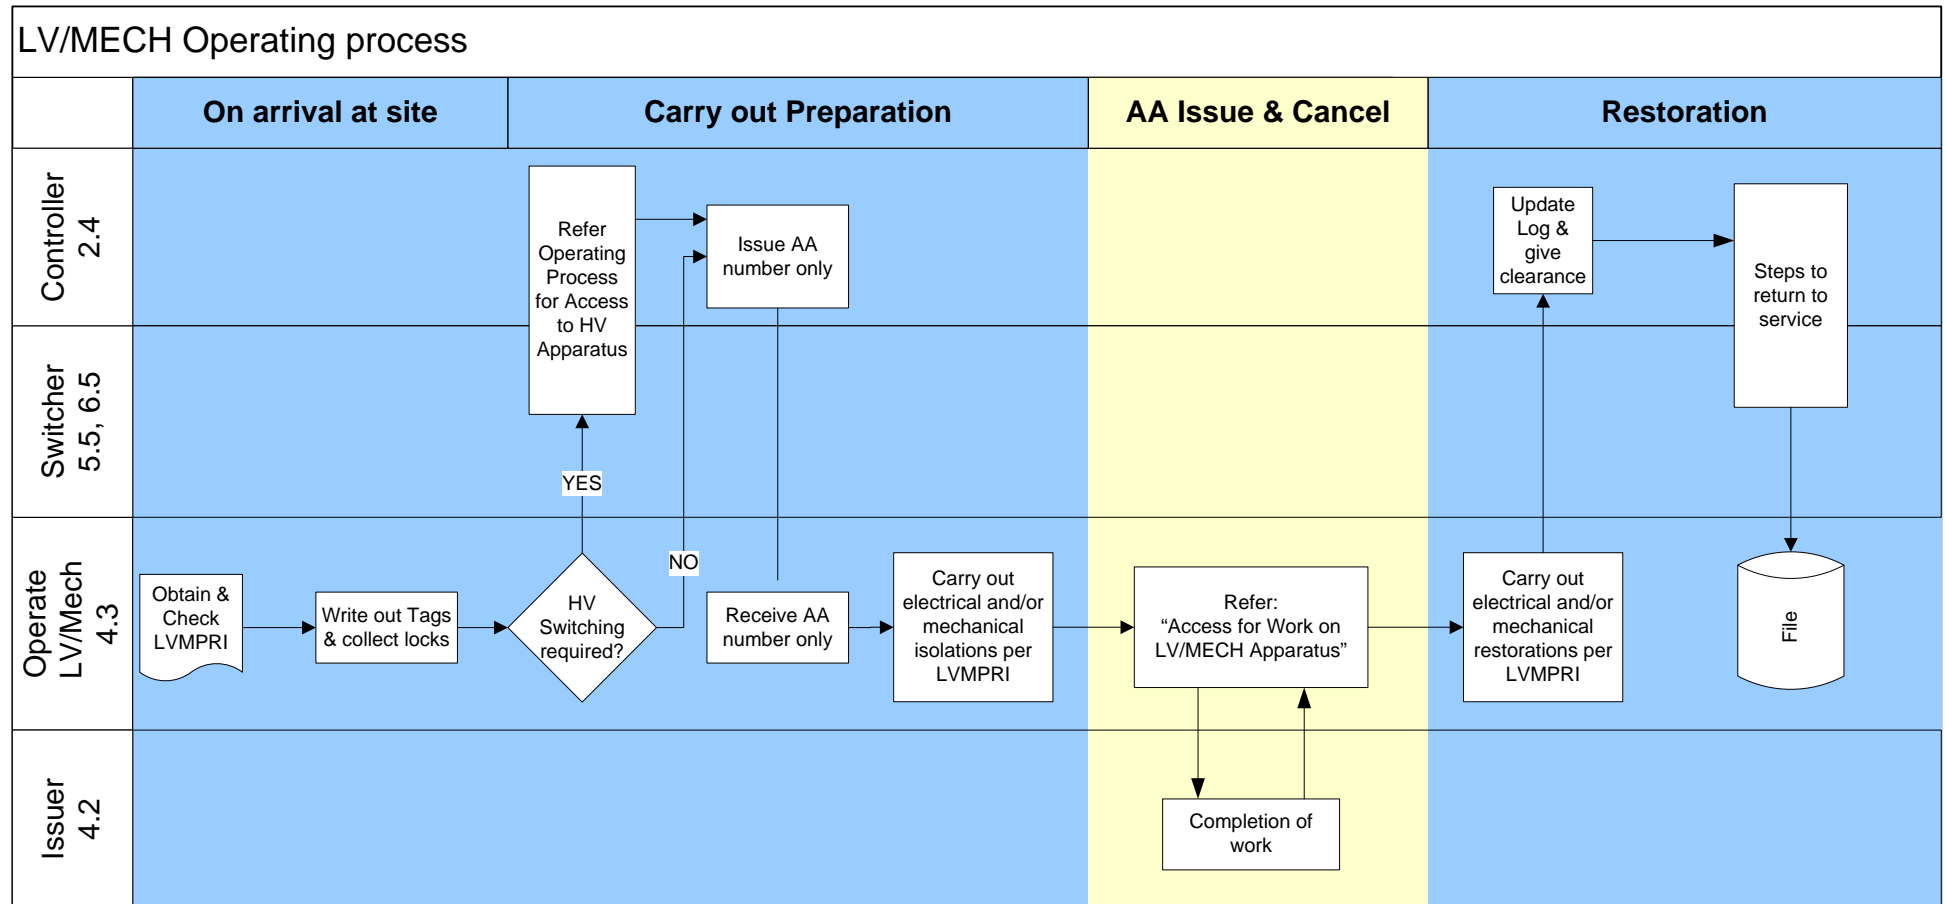 LV/MECH Operating process
On arrival at site
Carry out Preparation
AA Issue & Cancel
Restoration
Controller
2.4
Refer
Operating
Process
for Access
to HV
Apparatus
Issue AA
number only
Update
Log &
give
clearance
Steps to
return to
service
Switcher
5.5, 6.5
YES
NO
Operate
LV/Mech
4.3
Obtain &
Check
LVMPRI
Write out Tags
& collect locks
HV
Switching
required?
Receive AA
number only
Carry out
electrical and/or
mechanical
isolations per
LVMPRI
Refer:
“Access for Work on
LV/MECH Apparatus”
Carry out
electrical and/or
mechanical
restorations per
LVMPRI
File
Issuer
4.2
Completion of
work